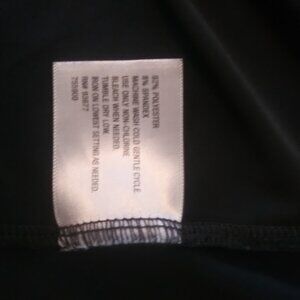 92% POLYESTER
8% SPANDEX
MACHINE WASH COLD GENTLE CYCLE.
USE ONLY NON-CHLORINE
BLEACH WHEN NEEDED.
TUMBLE DRY LOW.
IRON ON LOWEST SETTING AS NEEDED.
RN#